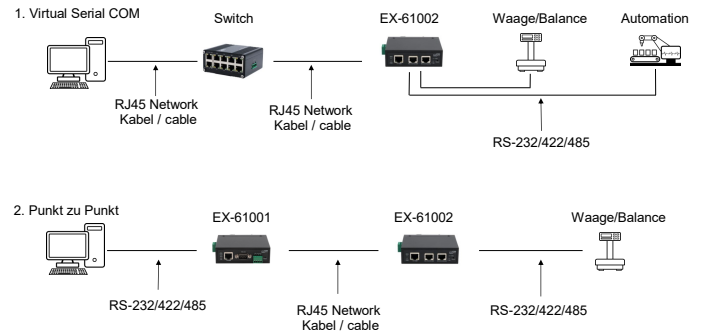 1. Virtual Serial COM
Switch
EX-61002
Waage/Balance
Automation
RJ45 Network
Kabel / cable
RJ45 Network
Kabel / cable
RS-232/422/485
2. Punkt zu Punkt
EX-61001
EX-61002
Waage/Balance
RS-232/422/485
RJ45 Network
Kabel / cable
RS-232/422/485